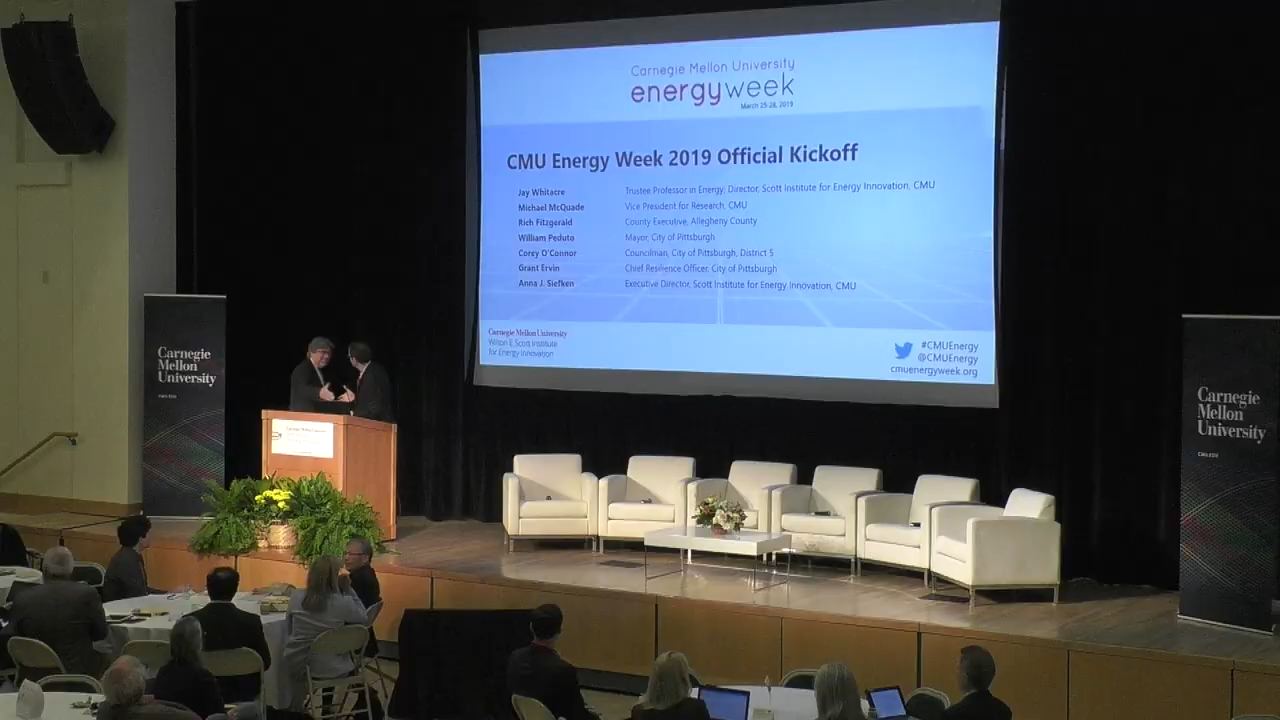 Carnegie Mellon University
energyweek
March 25-28, 2019
CMU Energy Week 2019 Official Kickoff
Jay Whitacre Trustee Professor in Energy; Director, Scott Institute for Energy Innovation, CMU
Michael McQuade Vice President for Research, CMU
Rich Fitzgerald County Executive, Allegheny County
William Peduto Mayor, City of Pittsburgh
Corey O'Connor Councilman, City of Pittsburgh, District 5
Grant Ervin Chief Resilience Officer, City of Pittsburgh
Anna J. Siefken Executive Director, Scott Institute for Energy Innovation, CMU
Carnegie Mellon University
Wilton E. Scott Institute
for Energy Innovation
#CMUEnergy
@CMUEnergy
cmuenergyweek.org
Carnegie
Mellon
University
Carnegie
Mellon
University